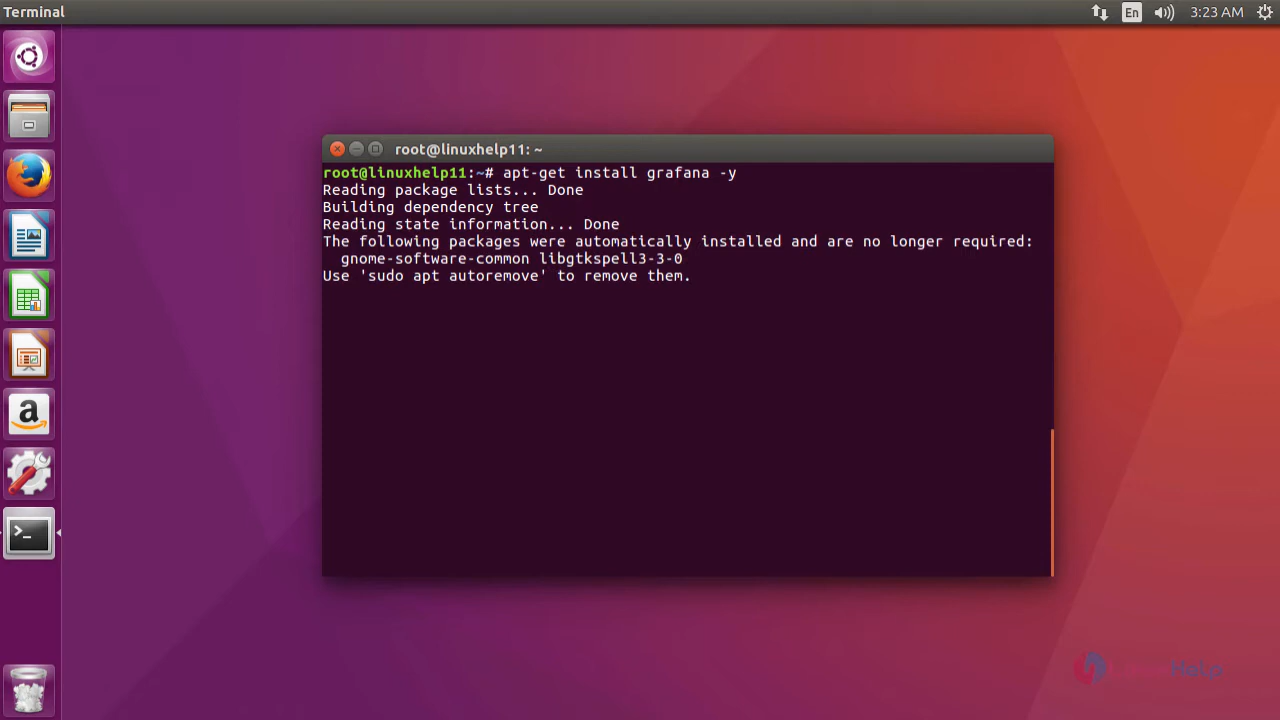 Terminal
En
3:23 AM
root@linuxhelp11: ~
root@linuxhelp11:~# apt-get install grafana -y
Reading package lists... Done
Building dependency tree
Reading state information... Done
The following packages were automatically installed and are no longer required:
  gnome-software-common libgtkspell3-3-0
Use 'sudo apt autoremove' to remove them.
a
>_